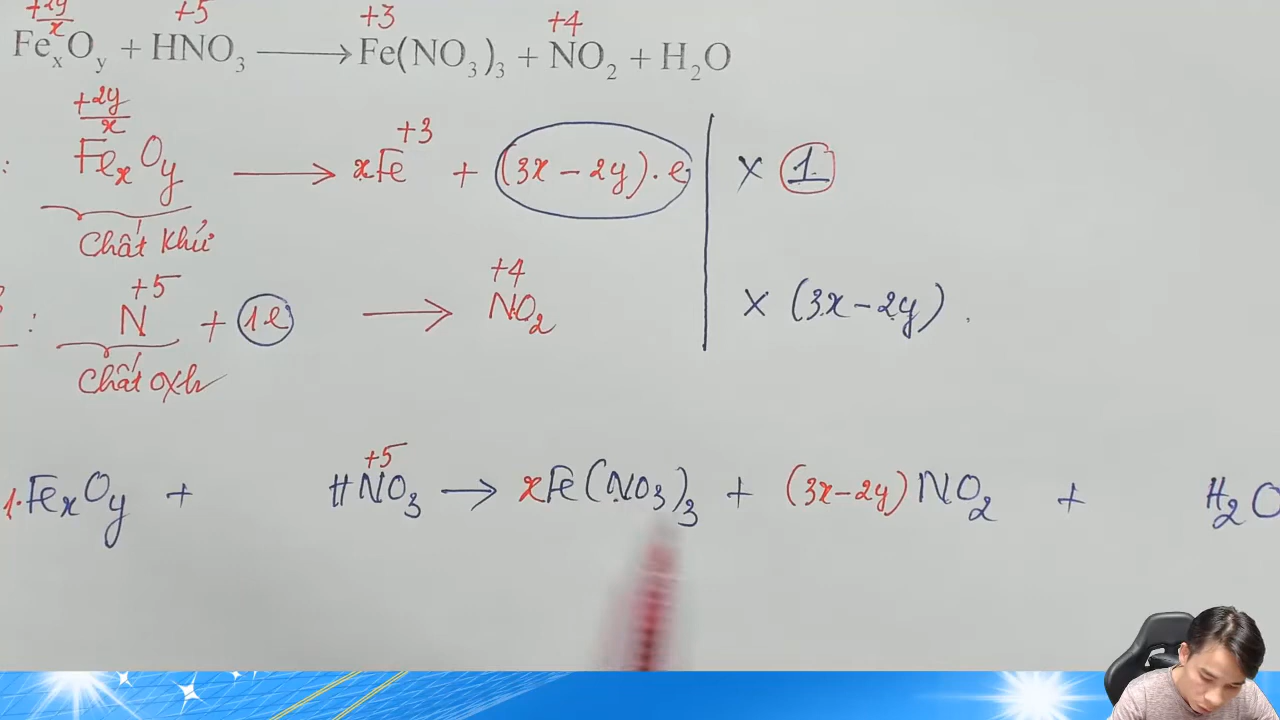 +2y/x +5 +3 +4
FexOy + HNO3 ⟶ Fe(NO3)3 + NO2 + H2O
+2y/x +3
: FexOy ⟶ xFe + (3x – 2y).e | × 1
Chất khử
+5 +4
: N + 1e ⟶ NO2 | × (3x – 2y).
Chất oxh
+5
1.FexOy + HNO3 → xFe(NO3)3 + (3x–2y)NO2 + H2O